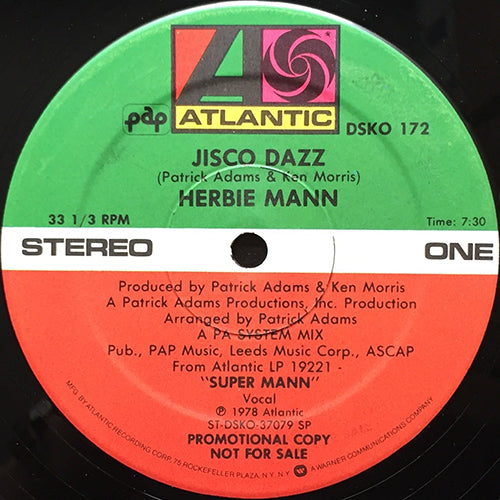 pap
ATLANTIC
DSKO 172
JISCO DAZZ
(Patrick Adams & Ken Morris)
HERBIE MANN
33 1/3 RPM
Time: 7:30
STEREO
ONE
Produced by Patrick Adams & Ken Morris
A Patrick Adams Productions, Inc. Production
Arranged by Patrick Adams
A PA SYSTEM MIX
Pub., PAP Music, Leeds Music Corp., ASCAP
From Atlantic LP 19221 -
"SUPER MANN"
Vocal
℗ 1978 Atlantic
ST-DSKO-37079 SP
PROMOTIONAL COPY
NOT FOR SALE
MFG. BY ATLANTIC RECORDING CORP., 75 ROCKEFELLER PLAZA, N.Y. N.Y. A WARNER COMMUNICATIONS COMPANY